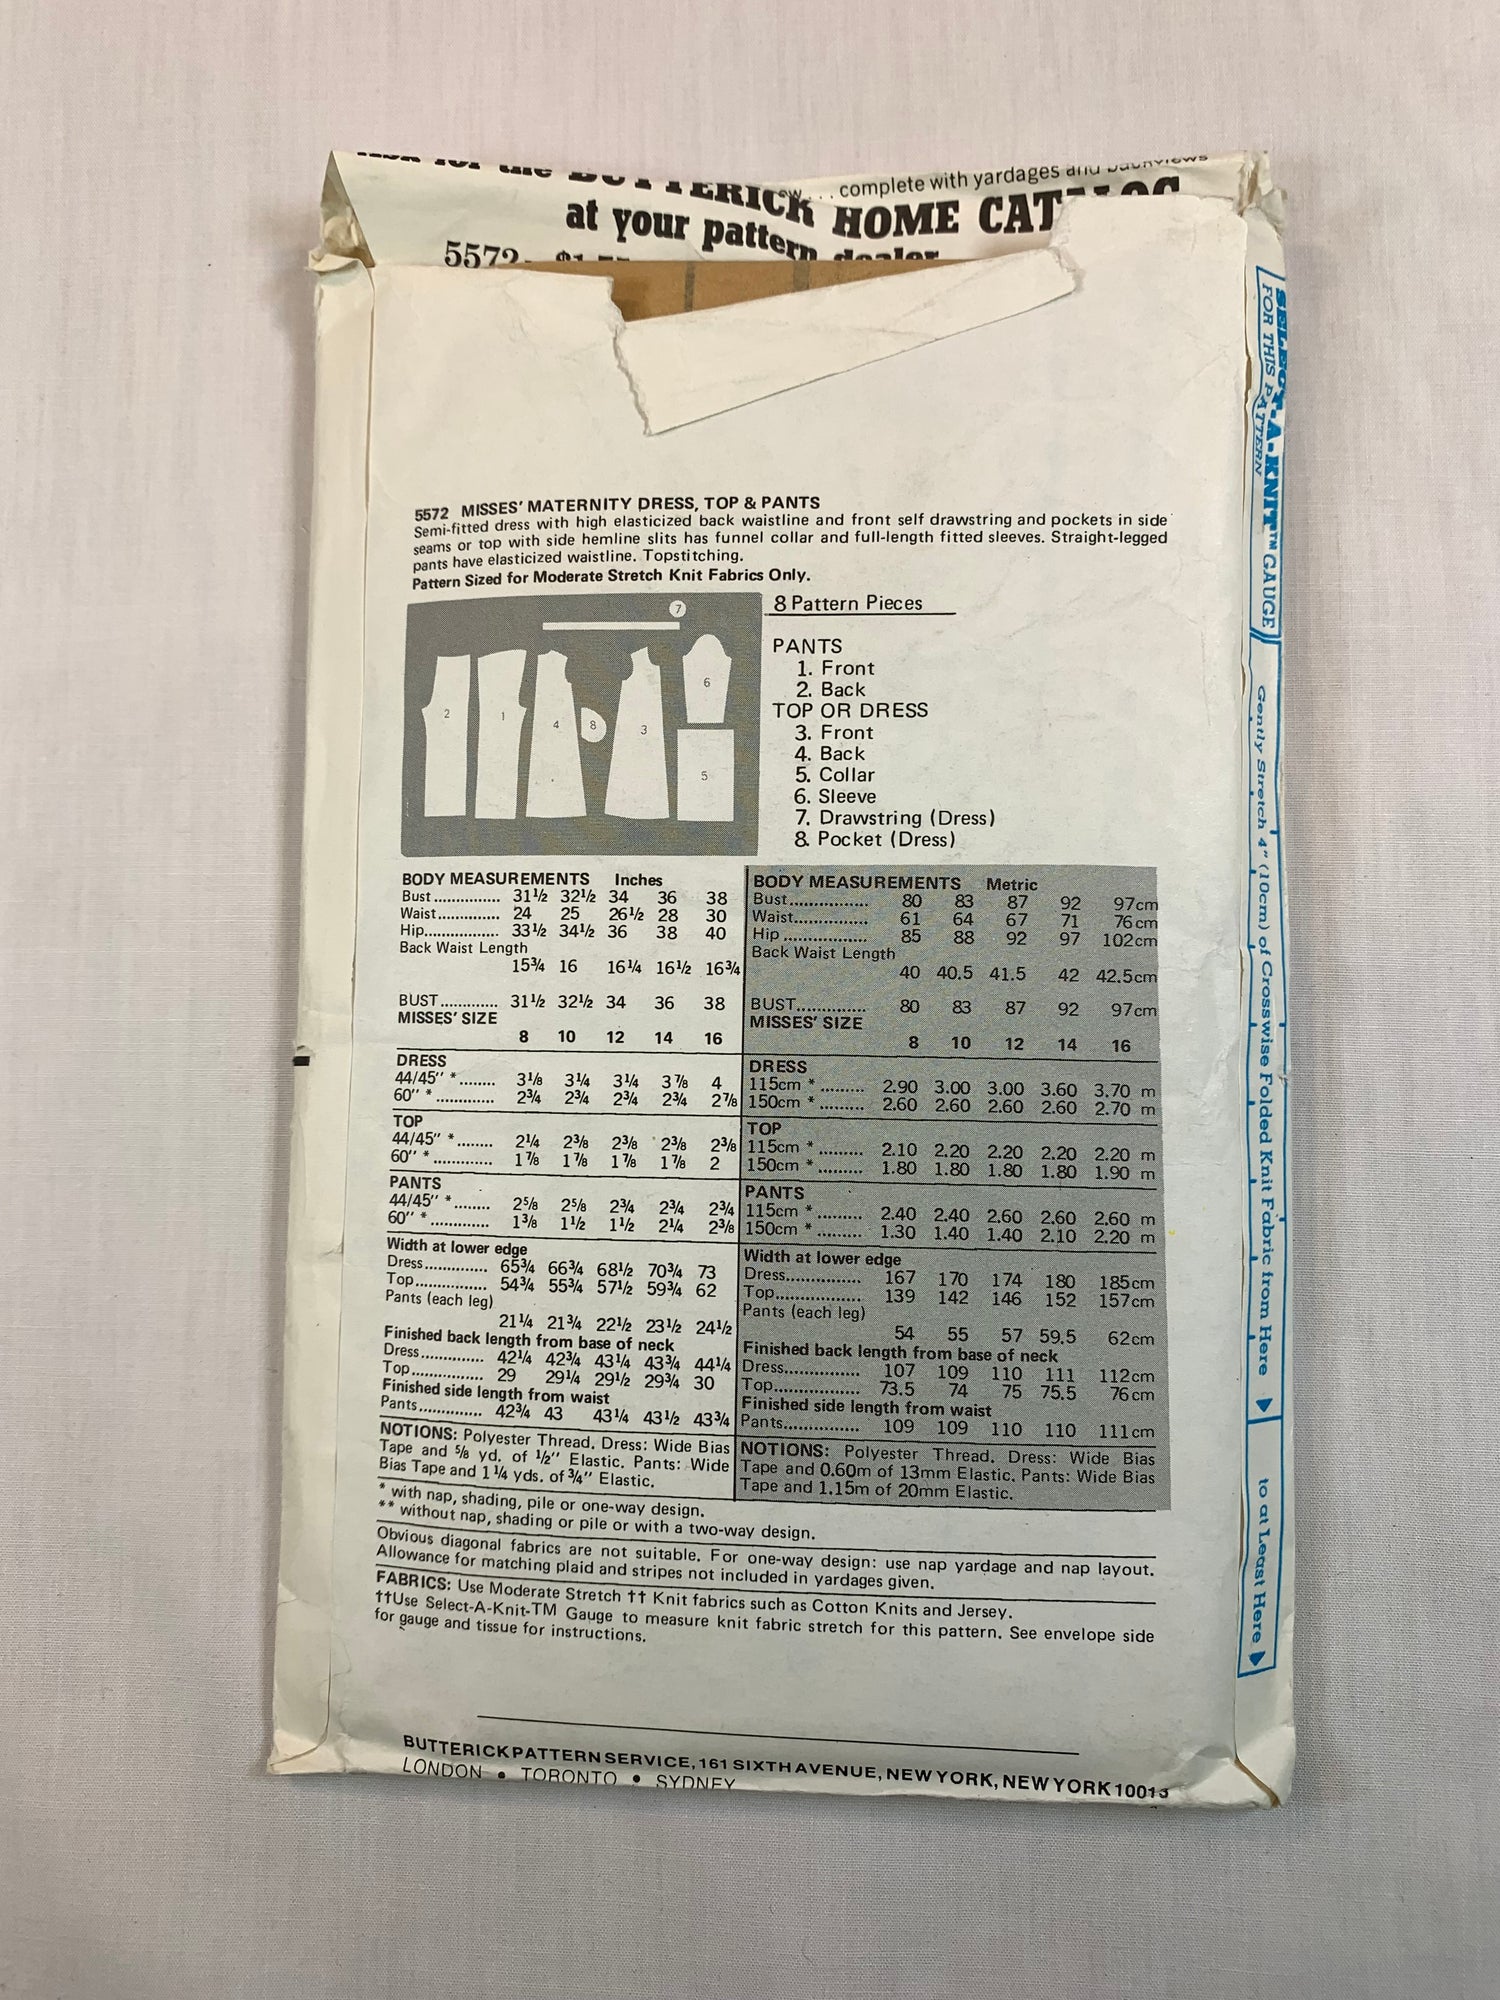 complete with yardages and backviews
BUTTERICK HOME CATALOG
at your pattern dealer
5572
5572 MISSES' MATERNITY DRESS, TOP & PANTS
Semi-fitted dress with high elasticized back waistline and front self drawstring and pockets in side
seams or top with side hemline slits has funnel collar and full-length fitted sleeves. Straight-legged
pants have elasticized waistline. Topstitching.
Pattern Sized for Moderate Stretch Knit Fabrics Only.
7
2
1
4
8
3
6
5
8 Pattern Pieces
PANTS
1. Front
2. Back
TOP OR DRESS
3. Front
4. Back
5. Collar
6. Sleeve
7. Drawstring (Dress)
8. Pocket (Dress)
BODY MEASUREMENTS Inches
Bust .............. 31½ 32½ 34 36 38
Waist.............. 24 25 26½ 28 30
Hip................. 33½ 34½ 36 38 40
Back Waist Length
15¾ 16 16¼ 16½ 16¾
BUST ............. 31½ 32½ 34 36 38
MISSES' SIZE
8 10 12 14 16
DRESS
44/45" * ........ 3⅛ 3¼ 3¼ 3⅞ 4
60" * ............. 2¾ 2¾ 2¾ 2¾ 2⅞
TOP
44/45" * ........ 2¼ 2⅜ 2⅜ 2⅜ 2⅜
60" * ............. 1⅞ 1⅞ 1⅞ 1⅞ 2
PANTS
44/45" * ........ 2⅝ 2⅝ 2¾ 2¾ 2¾
60" * ............. 1⅜ 1½ 1½ 2¼ 2⅜
Width at lower edge
Dress.............. 65¾ 66¾ 68½ 70¾ 73
Top................ 54¾ 55¾ 57½ 59¾ 62
Pants (each leg)
21¼ 21¾ 22½ 23½ 24½
Finished back length from base of neck
Dress.............. 42¼ 42¾ 43¼ 43¾ 44¼
Top................ 29 29¼ 29½ 29¾ 30
Finished side length from waist
Pants.............. 42¾ 43 43¼ 43½ 43¾
NOTIONS: Polyester Thread. Dress: Wide Bias
Tape and ⅝ yd. of ½" Elastic. Pants: Wide
Bias Tape and 1¼ yds. of ¾" Elastic.
BODY MEASUREMENTS Metric
Bust................. 80 83 87 92 97cm
Waist................ 61 64 67 71 76cm
Hip .................. 85 88 92 97 102cm
Back Waist Length
40 40.5 41.5 42 42.5cm
BUST.............. 80 83 87 92 97cm
MISSES' SIZE
8 10 12 14 16
DRESS
115cm * ......... 2.90 3.00 3.00 3.60 3.70 m
150cm * ......... 2.60 2.60 2.60 2.60 2.70 m
TOP
115cm * ......... 2.10 2.20 2.20 2.20 2.20 m
150cm * ......... 1.80 1.80 1.80 1.80 1.90 m
PANTS
115cm * ......... 2.40 2.40 2.60 2.60 2.60 m
150cm * ......... 1.30 1.40 1.40 2.10 2.20 m
Width at lower edge
Dress............... 167 170 174 180 185cm
Top.................. 139 142 146 152 157cm
Pants (each leg)
54 55 57 59.5 62cm
Finished back length from base of neck
Dress............... 107 109 110 111 112cm
Top.................. 73.5 74 75 75.5 76cm
Finished side length from waist
Pants............... 109 109 110 110 111cm
NOTIONS: Polyester Thread. Dress: Wide Bias
Tape and 0.60m of 13mm Elastic. Pants: Wide Bias
Tape and 1.15m of 20mm Elastic.
* with nap, shading, pile or one-way design.
** without nap, shading or pile or with a two-way design.
Obvious diagonal fabrics are not suitable. For one-way design: use nap yardage and nap layout.
Allowance for matching plaid and stripes not included in yardages given.
FABRICS: Use Moderate Stretch †† Knit fabrics such as Cotton Knits and Jersey.
††Use Select-A-Knit-TM Gauge to measure knit fabric stretch for this pattern. See envelope side
for gauge and tissue for instructions.
BUTTERICK PATTERN SERVICE, 161 SIXTH AVENUE, NEW YORK, NEW YORK 10013
LONDON • TORONTO • SYDNEY
SELECT-A-KNIT™ GAUGE
FOR THIS PATTERN
Gently Stretch 4" (10cm) of Crosswise Folded Knit Fabric from Here
to at Least Here